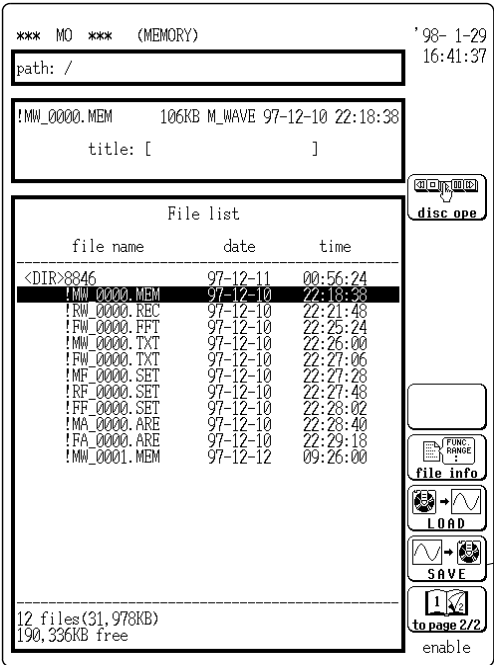 *** MO *** (MEMORY)
'98- 1-29
16:41:37
path: /
!MW_0000.MEM 106KB M_WAVE 97-12-10 22:18:38
title: [ ]
disc ope
File list
file name date time
<DIR>8846 97-12-11 00:56:24
!MW_0000.MEM 97-12-10 22:18:38
!RW_0000.REC 97-12-10 22:21:48
!FW_0000.FFT 97-12-10 22:25:24
!MW_0000.TXT 97-12-10 22:26:00
!FW_0000.TXT 97-12-10 22:27:06
!MF_0000.SET 97-12-10 22:27:28
!RF_0000.SET 97-12-10 22:27:48
!FF_0000.SET 97-12-10 22:28:02
!MA_0000.ARE 97-12-10 22:28:40
!FA_0000.ARE 97-12-10 22:29:18
!MW_0001.MEM 97-12-12 09:26:00
FUNC.
RANGE
:
file info
LOAD
SAVE
1 2
to page 2/2
enable
12 files(31,978KB)
190,336KB free